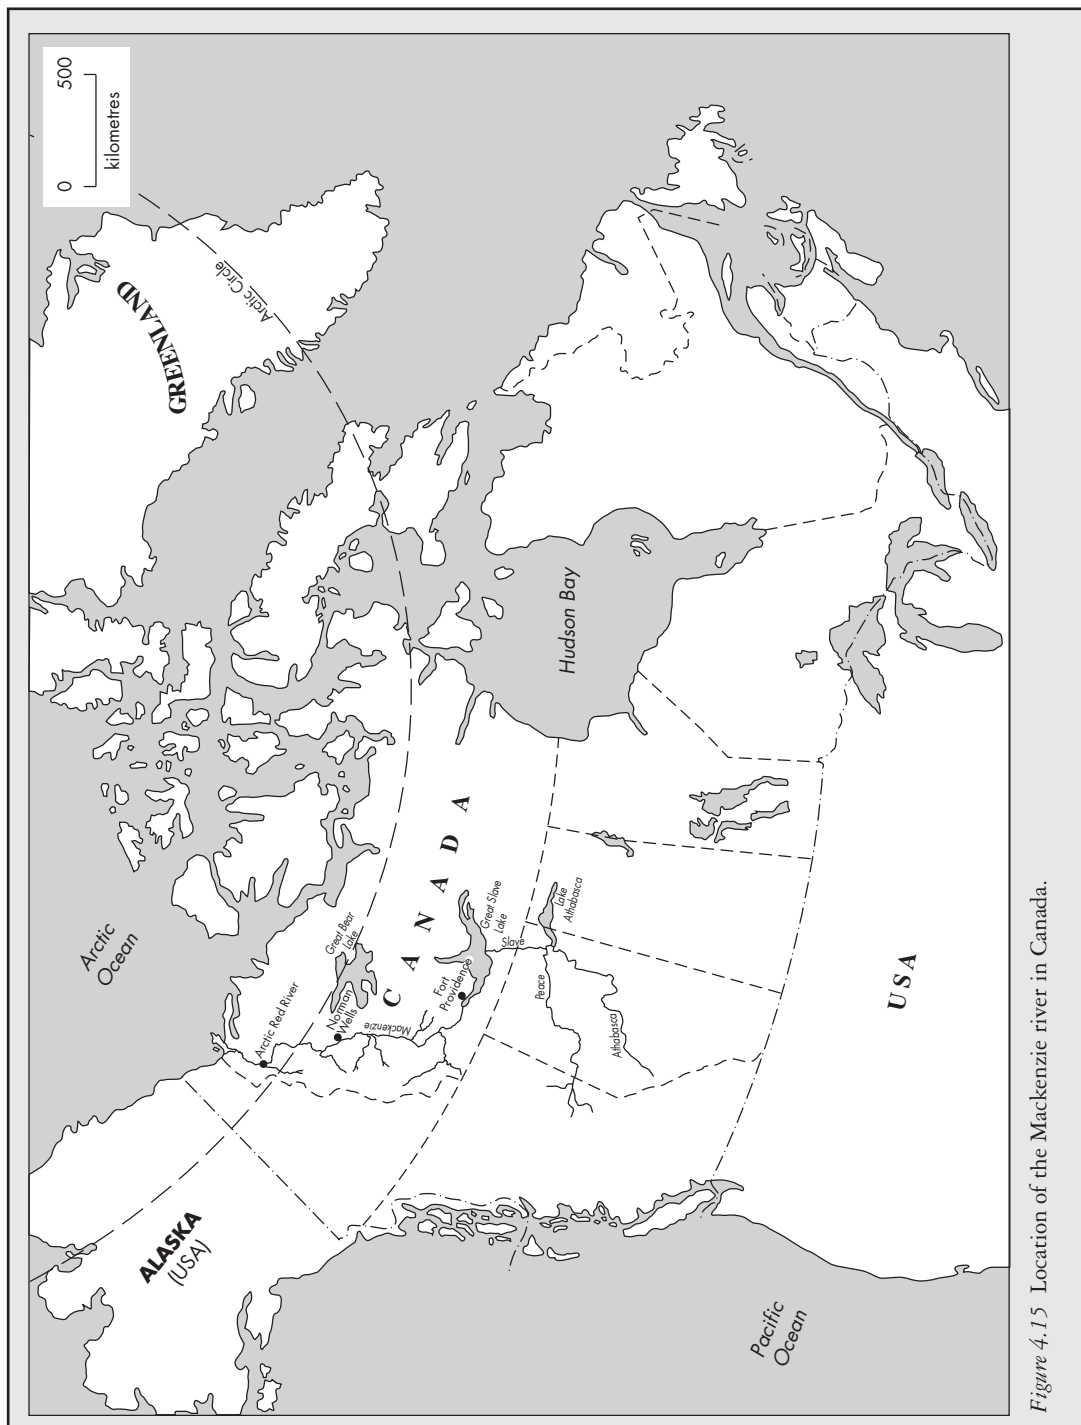 0 500
kilometres
GREENLAND
Arctic Circle
Arctic
Ocean
Hudson Bay
CANADA
Great Bear
Lake
Arctic Red River
Norman
Wells
Mackenzie
Fort
Providence
Great Slave
Lake
Slave
Lake
Athabasca
Peace
Athabasca
ALASKA
(USA)
USA
Pacific
Ocean
Figure 4.15 Location of the Mackenzie river in Canada.